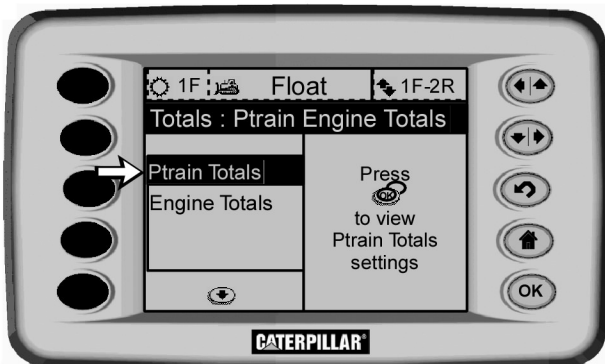 1F Float 1F-2R
Totals : Ptrain Engine Totals
Ptrain Totals
Engine Totals
Press
OK
to view
Ptrain Totals
settings
OK
CATERPILLAR®